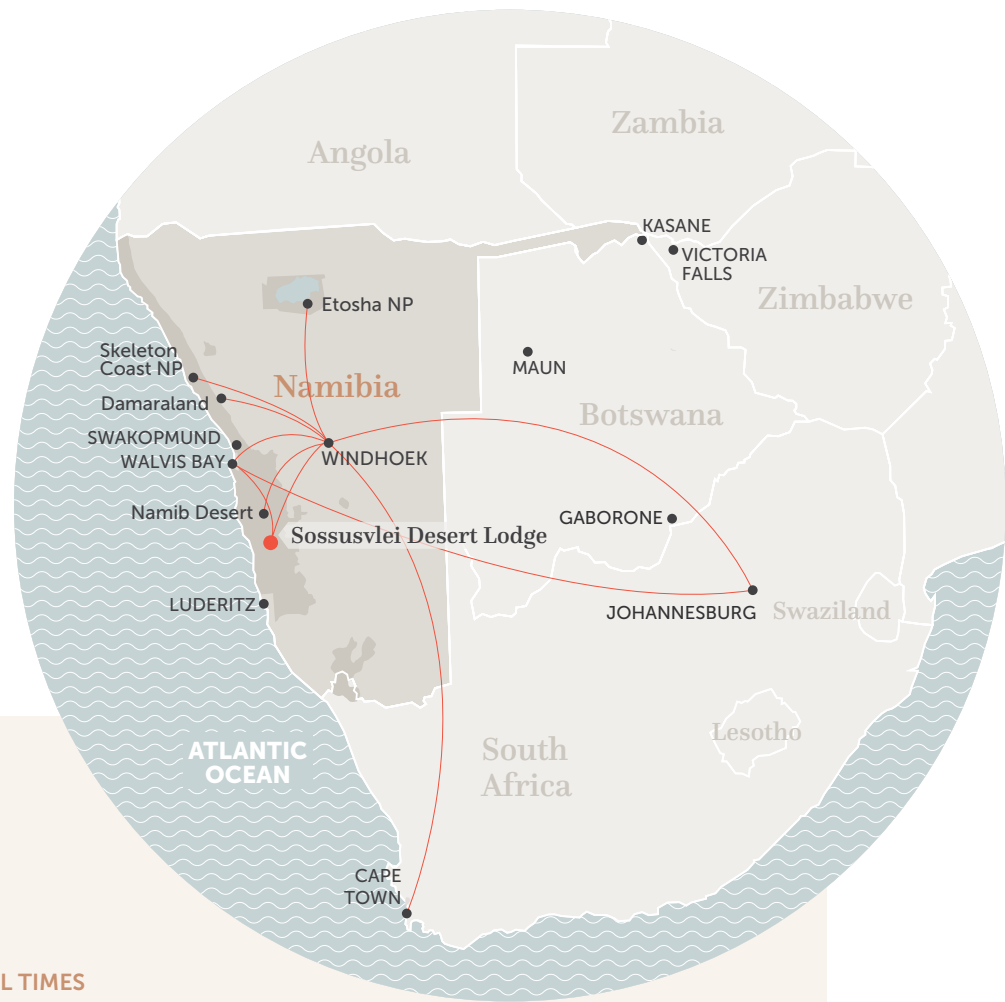 Zambia
Angola
KASANE
VICTORIA
FALLS
Zimbabwe
Etosha NP
Skeleton
Coast NP
MAUN
Namibia
Damaraland
Botswana
SWAKOPMUND
WINDHOEK
WALVIS BAY
Namib Desert
GABORONE
Sossusvlei Desert Lodge
LUDERITZ
JOHANNESBURG
Swaziland
Lesotho
ATLANTIC
OCEAN
South
Africa
CAPE
TOWN
L TIMES